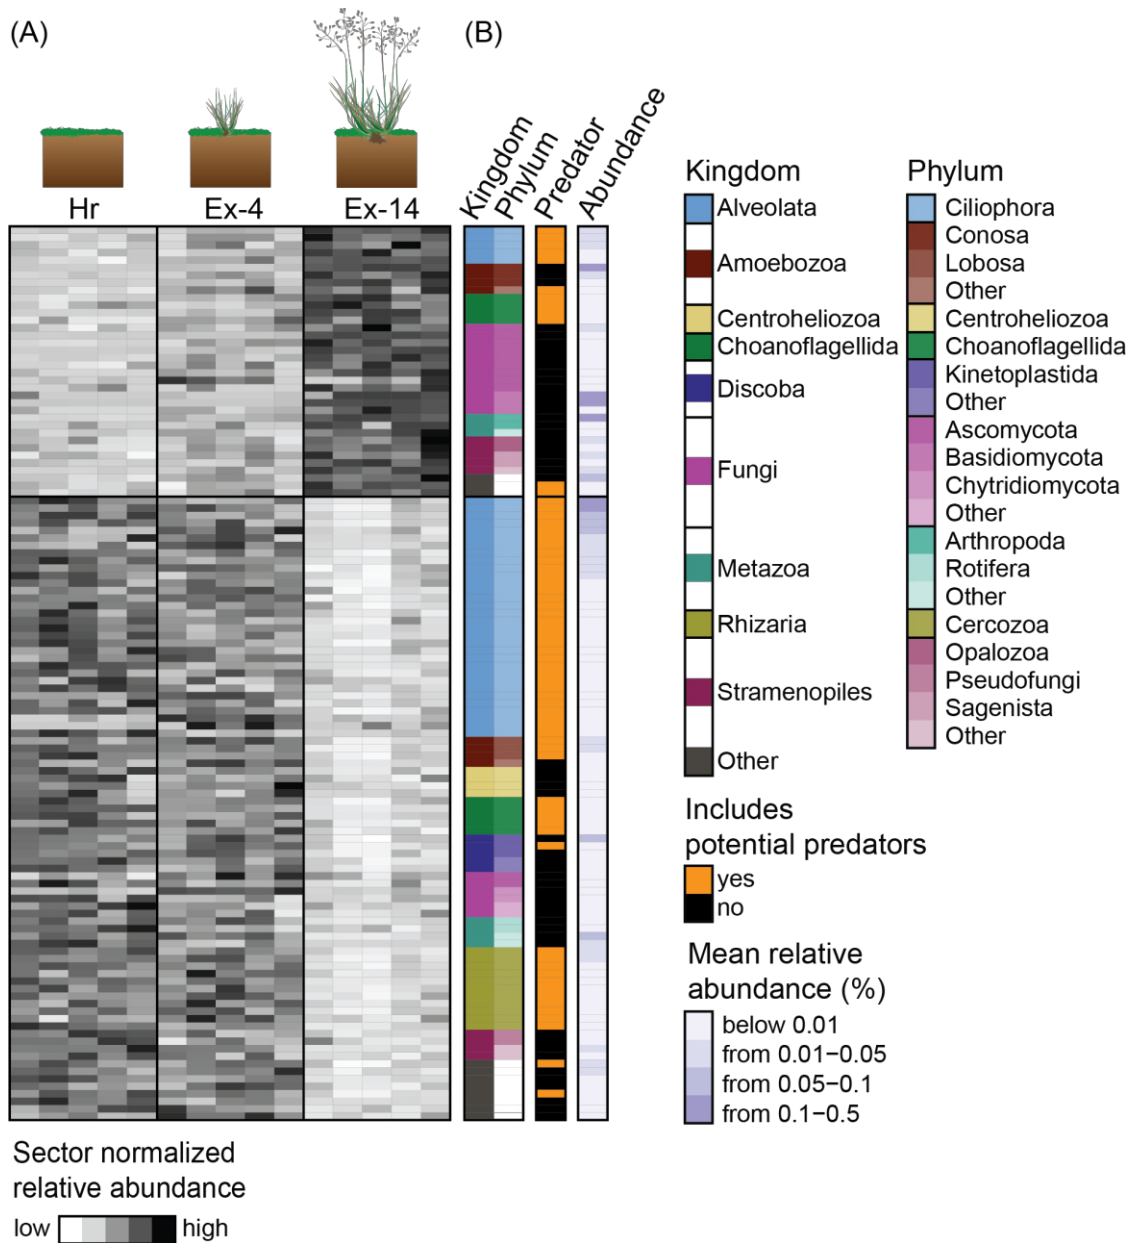 (A)
(B)
Hr
Ex-4
Ex-14
Kingdom
Phylum
Predator
Abundance
Kingdom
Alveolata
Amoebozoa
Centroheliozoa
Choanoflagellida
Discoba
Fungi
Metazoa
Rhizaria
Stramenopiles
Other
Phylum
Ciliophora
Conosa
Lobosa
Other
Centroheliozoa
Choanoflagellida
Kinetoplastida
Other
Ascomycota
Basidiomycota
Chytridiomycota
Other
Arthropoda
Rotifera
Other
Cercozoa
Opalozoa
Pseudofungi
Sagenista
Other
Includes
potential predators
yes
no
Mean relative
abundance (%)
below 0.01
from 0.01–0.05
from 0.05–0.1
from 0.1–0.5
Sector normalized
relative abundance
low high